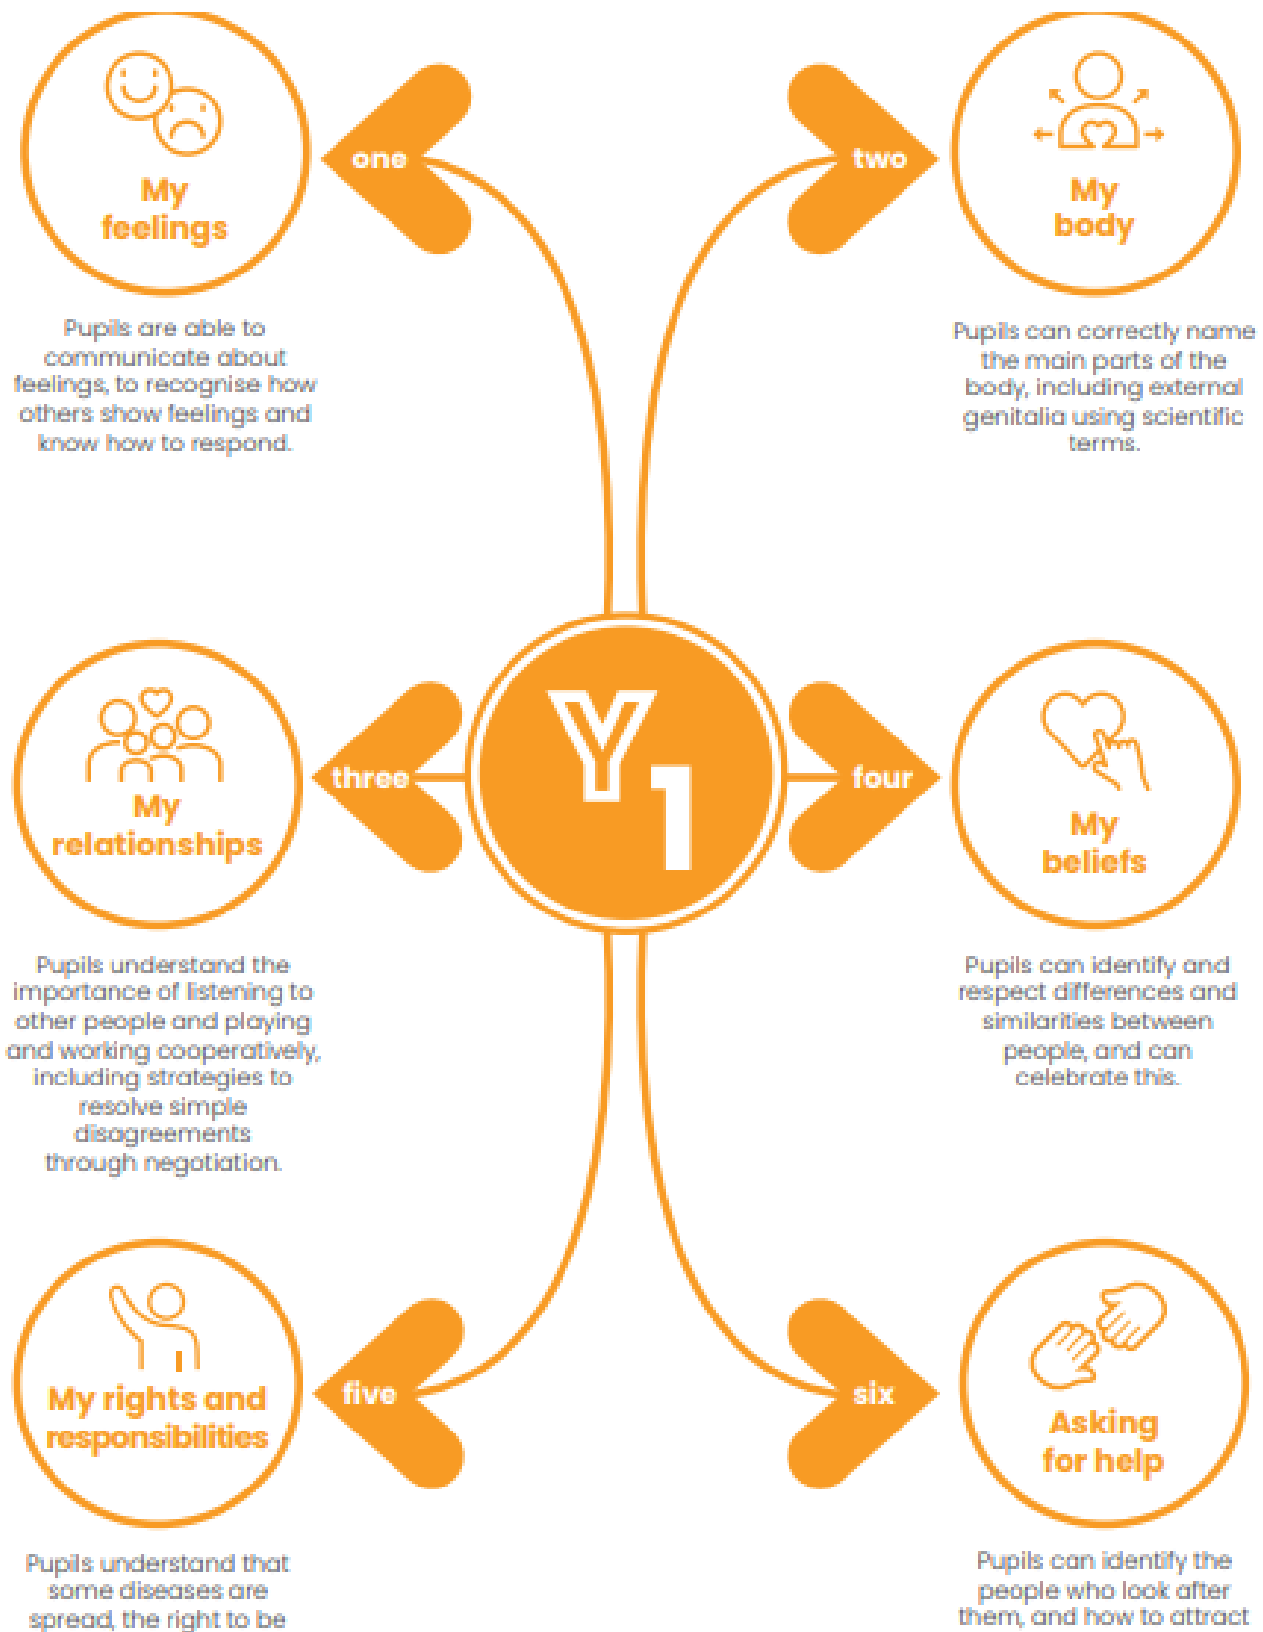 one
My
feelings
Pupils are able to
communicate about
feelings, to recognise how
others show feelings and
know how to respond.
two
My
body
Pupils can correctly name
the main parts of the
body, including external
genitalia using scientific
terms.
Y
1
three
My
relationships
Pupils understand the
importance of listening to
other people and playing
and working cooperatively,
including strategies to
resolve simple
disagreements
through negotiation.
four
My
beliefs
Pupils can identify and
respect differences and
similarities between
people, and can
celebrate this.
five
My rights and
responsibilities
Pupils understand that
some diseases are
spread, the right to be
six
Asking
for help
Pupils can identify the
people who look after
them, and how to attract